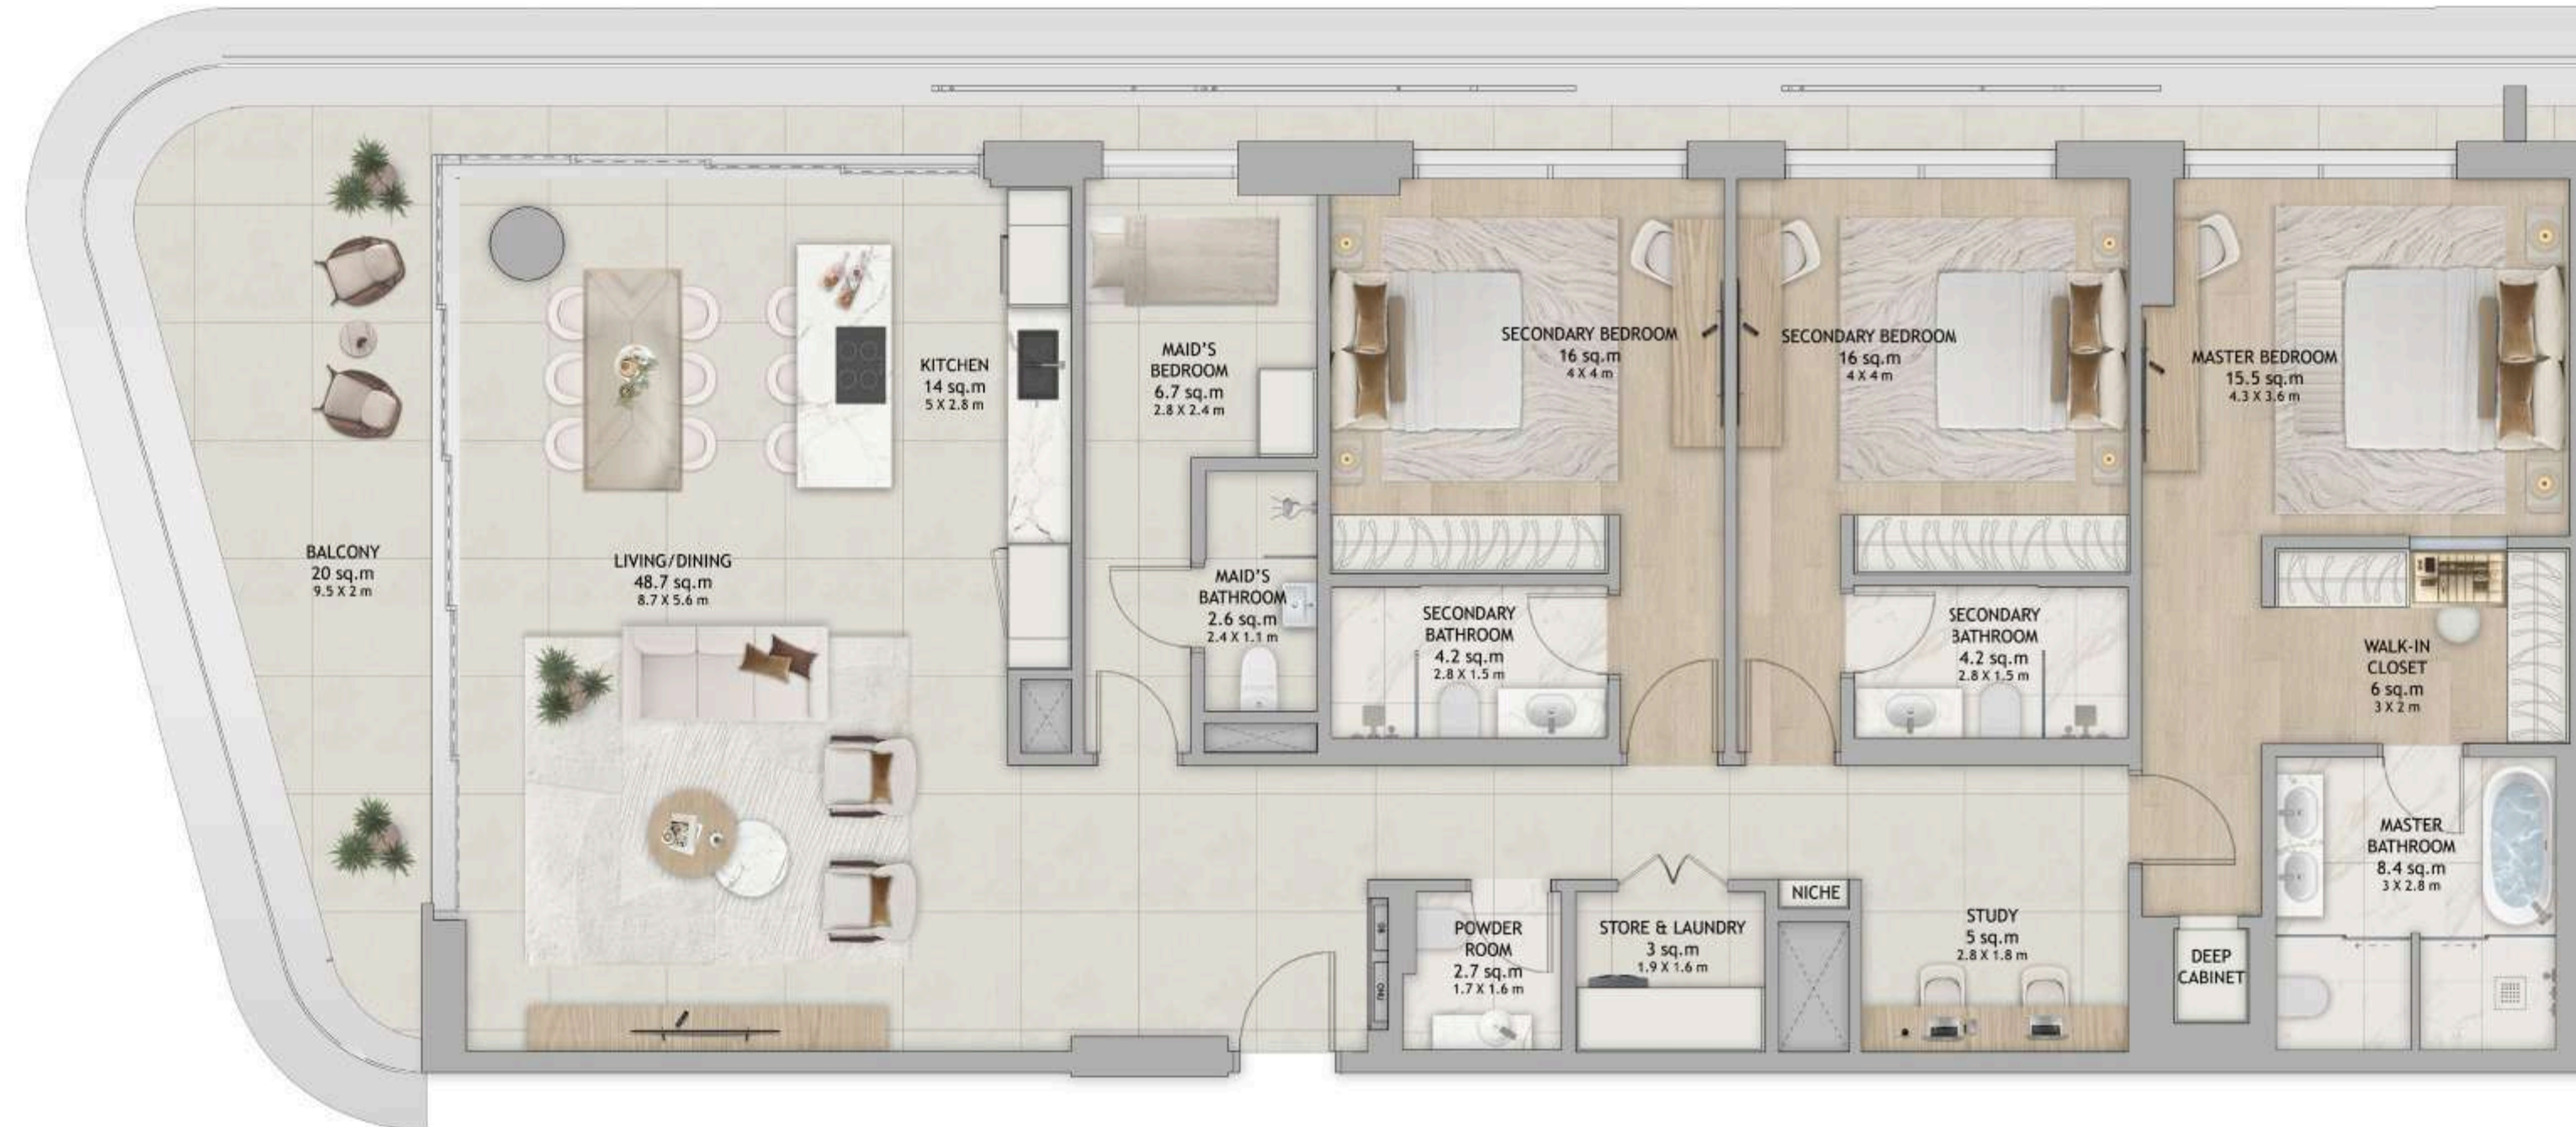 BALCONY
20 sq.m
9.5 X 2 m
LIVING/DINING
48.7 sq.m
8.7 X 5.6 m
KITCHEN
14 sq.m
5 X 2.8 m
MAID'S
BEDROOM
6.7 sq.m
2.8 X 2.4 m
MAID'S
BATHROOM
2.6 sq.m
2.4 X 1.1 m
SECONDARY BEDROOM
16 sq.m
4 X 4 m
SECONDARY
BATHROOM
4.2 sq.m
2.8 X 1.5 m
SECONDARY BEDROOM
16 sq.m
4 X 4 m
SECONDARY
BATHROOM
4.2 sq.m
2.8 X 1.5 m
MASTER BEDROOM
15.5 sq.m
4.3 X 3.6 m
WALK-IN
CLOSET
6 sq.m
3 X 2 m
MASTER
BATHROOM
8.4 sq.m
3 X 2.8 m
POWDER
ROOM
2.7 sq.m
1.7 X 1.6 m
STORE & LAUNDRY
3 sq.m
1.9 X 1.6 m
NICHE
STUDY
5 sq.m
2.8 X 1.8 m
DEEP
CABINET